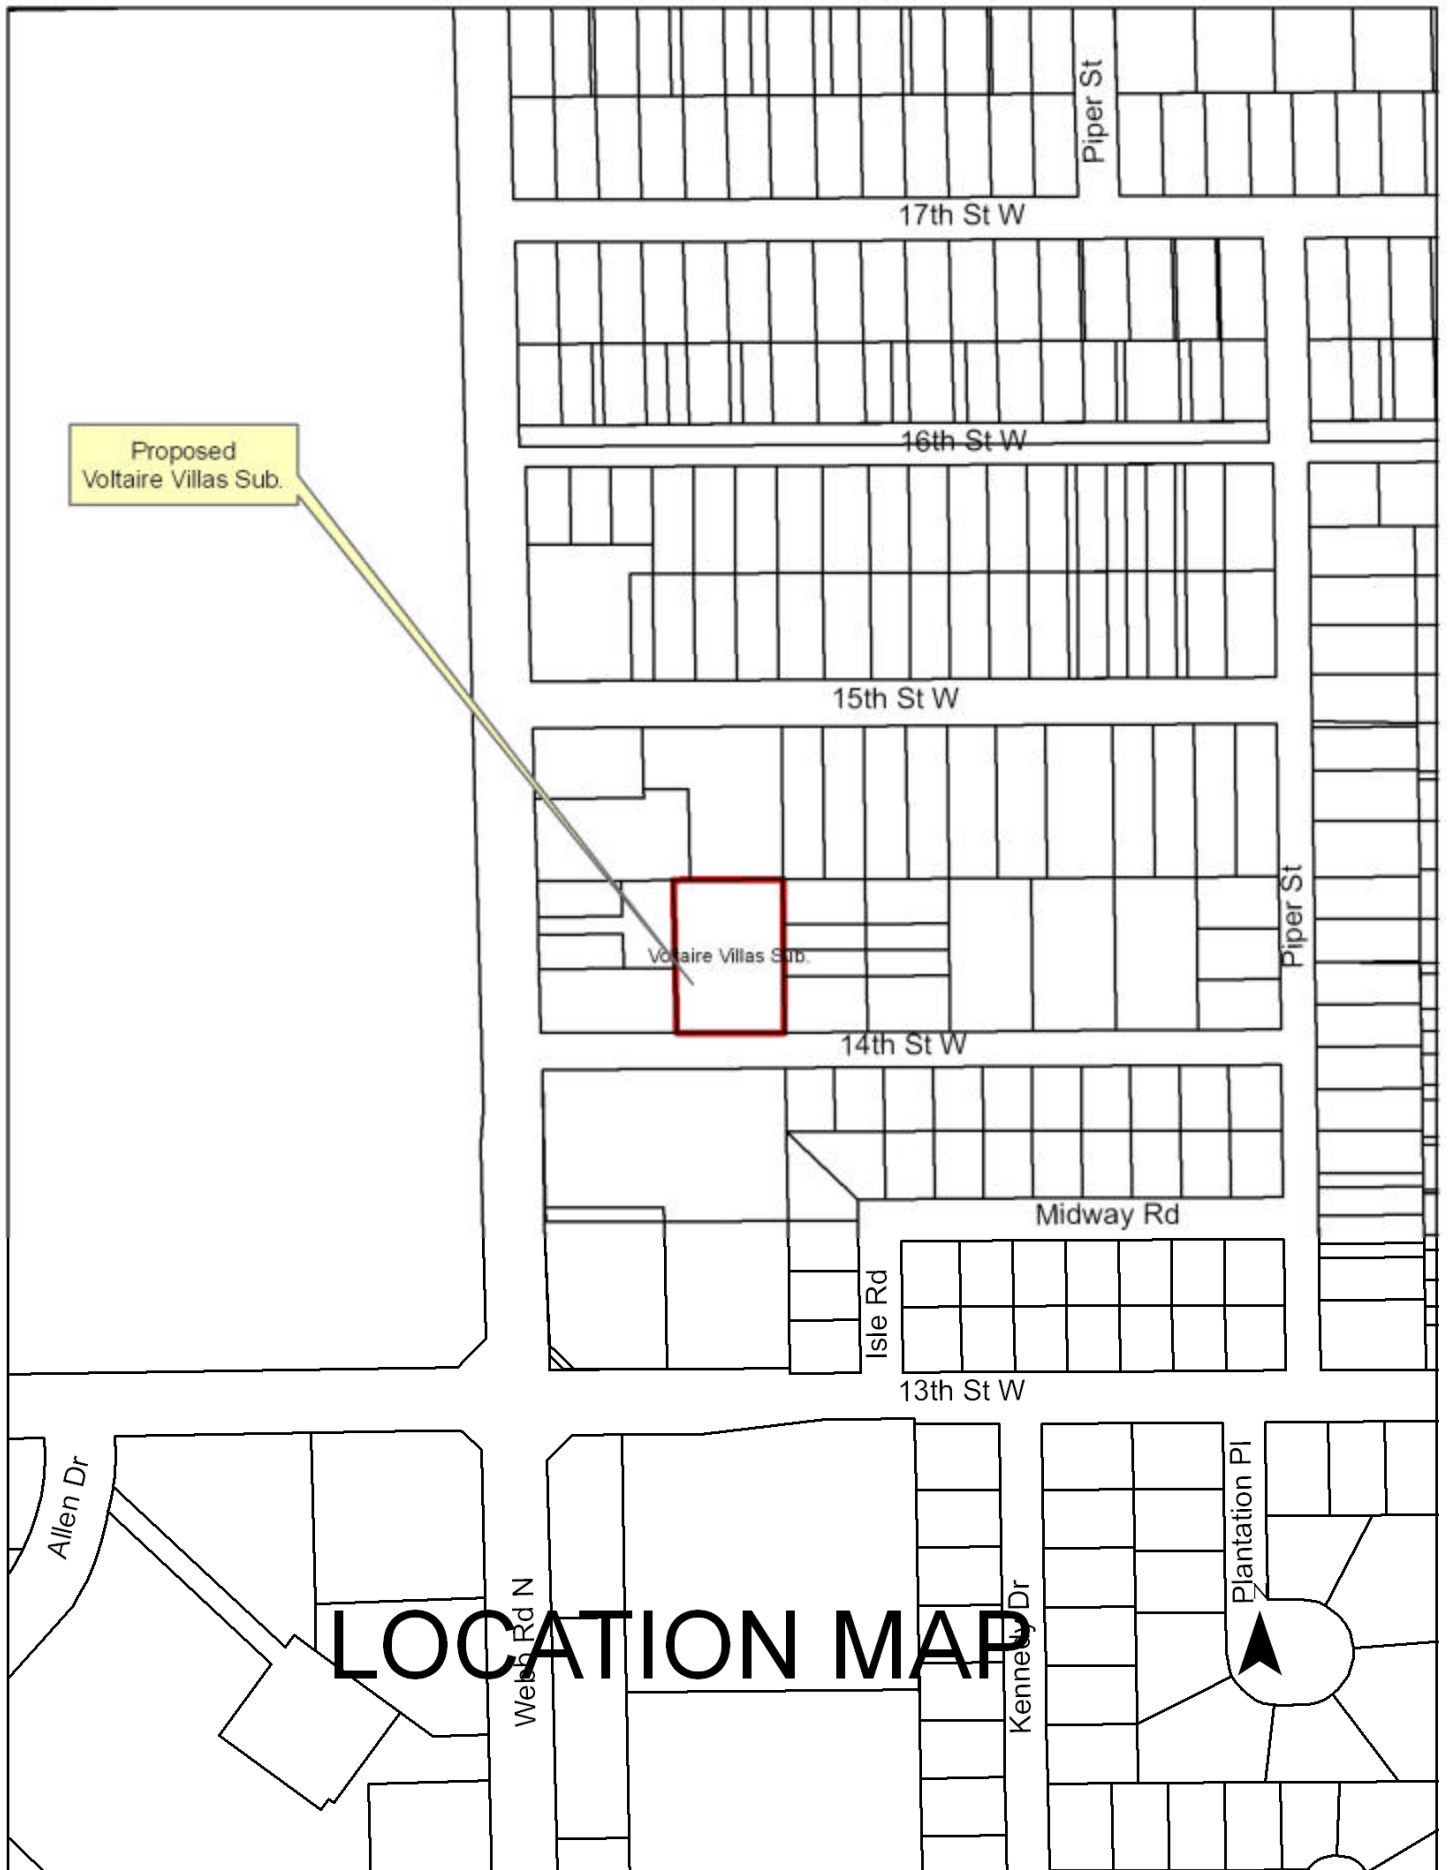 Piper St
17th St W
16th St W
Proposed
Voltaire Villas Sub.
15th St W
Piper St
Voltaire Villas Sub.
14th St W
Midway Rd
Isle Rd
13th St W
Allen Dr
Plantation Pl
Webb Rd N
Kennedy Dr
Z
LOCATION MAP